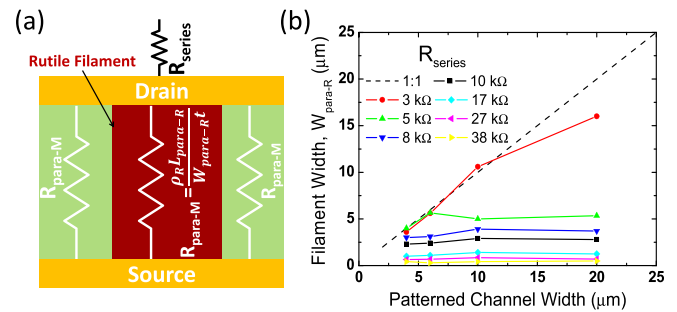 (a)
R_series
Rutile Filament
Drain
R_para-M
R_para-M = ρ_R L_para-R / W_para-R t
R_para-M
Source
(b)
Filament Width, W_para-R (μm)
25
20
15
10
5
0
R_series
1:1
3 kΩ
5 kΩ
8 kΩ
10 kΩ
17 kΩ
27 kΩ
38 kΩ
0 5 10 15 20 25
Patterned Channel Width (μm)